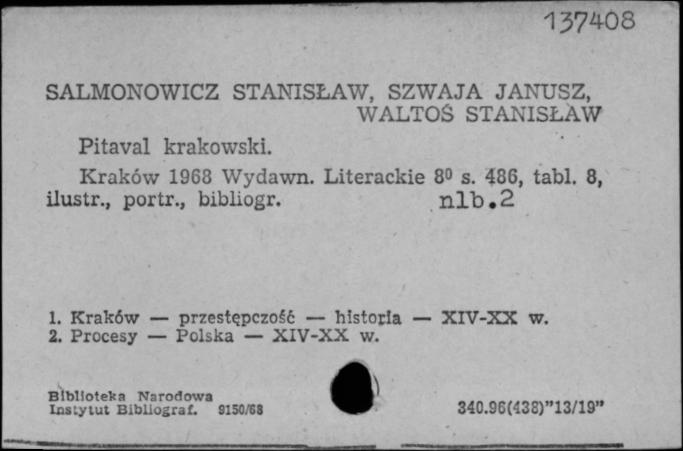 137408
SALMONOWICZ STANISŁAW, SZWAJA JANUSZ,
WALTOŚ STANISŁAW
Pitaval krakowski.
Kraków 1968 Wydawn. Literackie 8⁰ s. 486, tabl. 8,
ilustr., portr., bibliogr. nlb.2
1. Kraków — przestępczość — historia — XIV-XX w.
2. Procesy — Polska — XIV-XX w.
Biblioteka Narodowa
Instytut Bibliograf. 9150/68 340.96(438)"13/19"